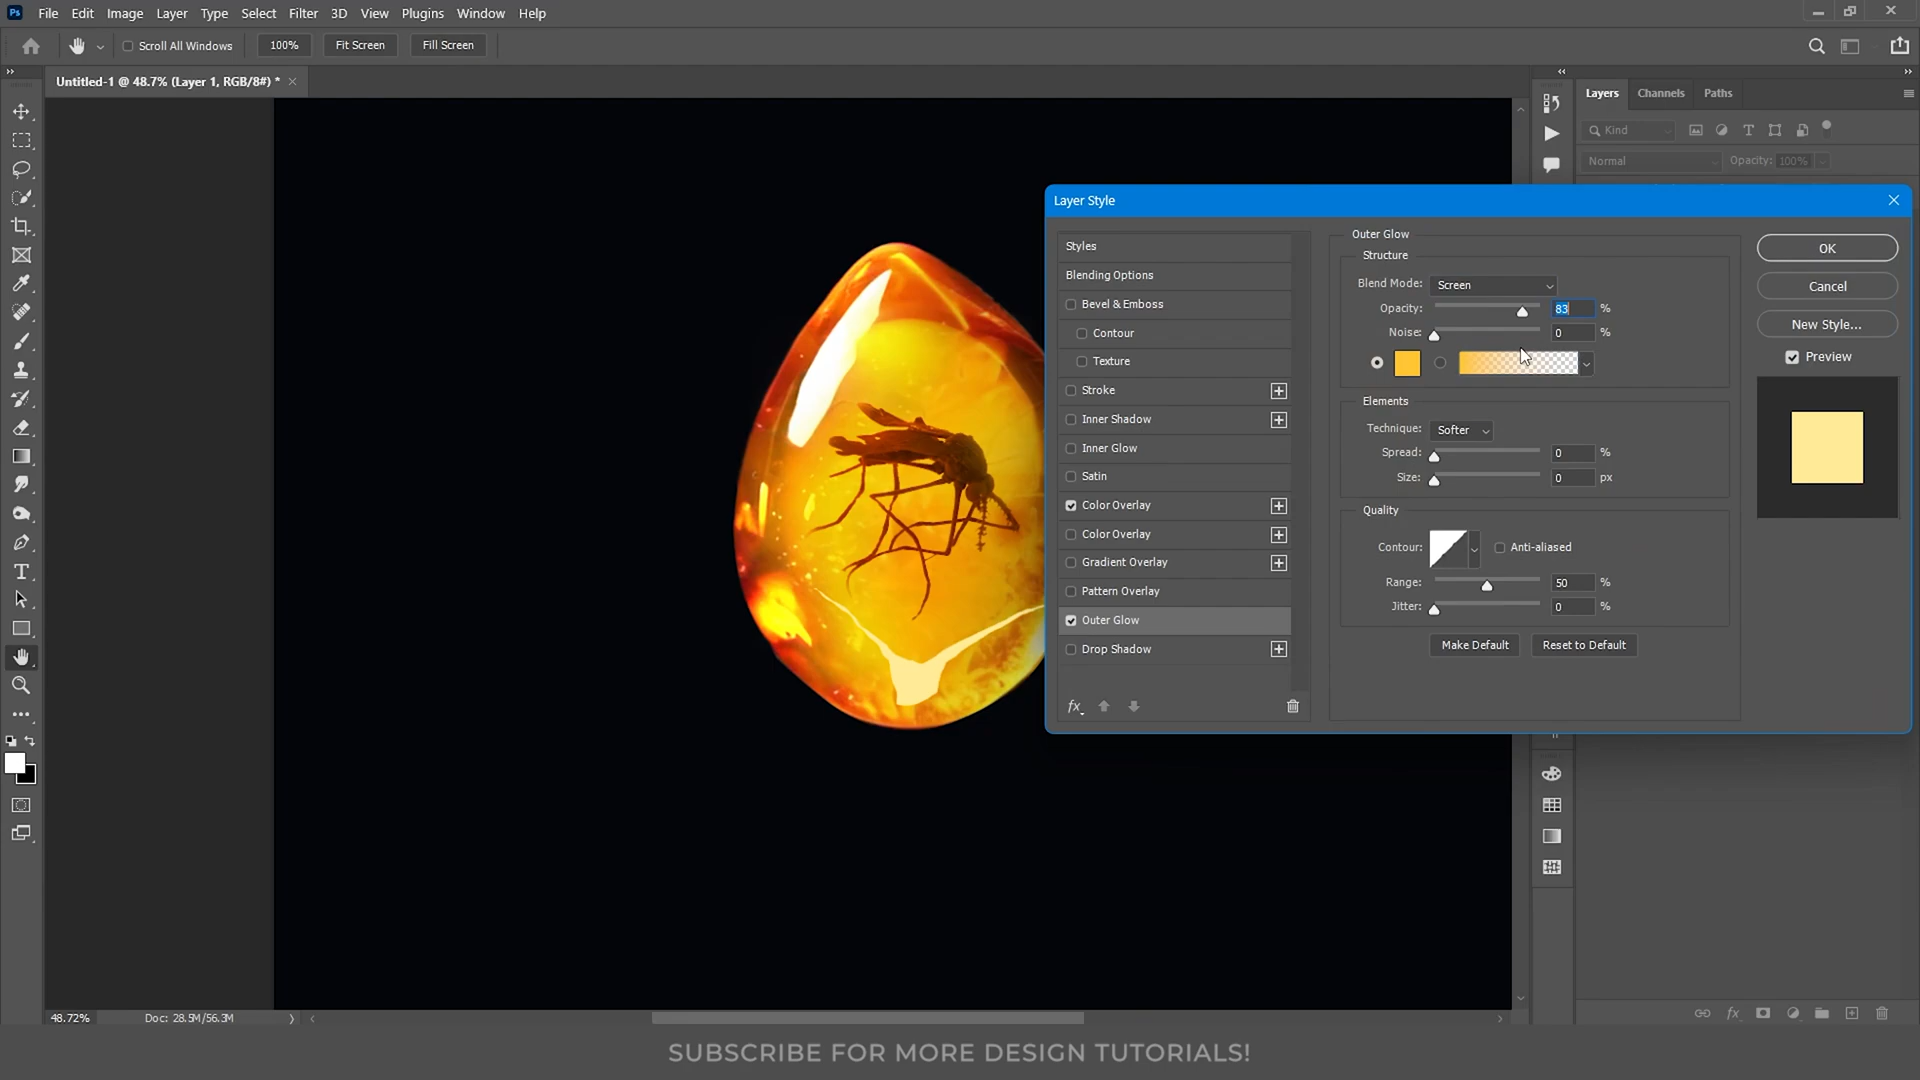 Ps File Edit Image Layer Type Select Filter 3D View Plugins Window Help
Scroll All Windows 100% Fit Screen Fill Screen
Untitled-1 @ 48.7% (Layer 1, RGB/8#) *
Layers Channels Paths
Kind
Normal Opacity: 100%
Layer Style
Styles
Blending Options
Bevel & Emboss
Contour
Texture
Stroke
Inner Shadow
Inner Glow
Satin
Color Overlay
Color Overlay
Gradient Overlay
Pattern Overlay
Outer Glow
Drop Shadow
fx
Outer Glow
Structure
Blend Mode: Screen
Opacity: 83 %
Noise: 0 %
Elements
Technique: Softer
Spread: 0 %
Size: 0 px
Quality
Contour: Anti-aliased
Range: 50 %
Jitter: 0 %
Make Default Reset to Default
OK
Cancel
New Style...
Preview
48.72% Doc: 28.5M/56.3M
fx
SUBSCRIBE FOR MORE DESIGN TUTORIALS!